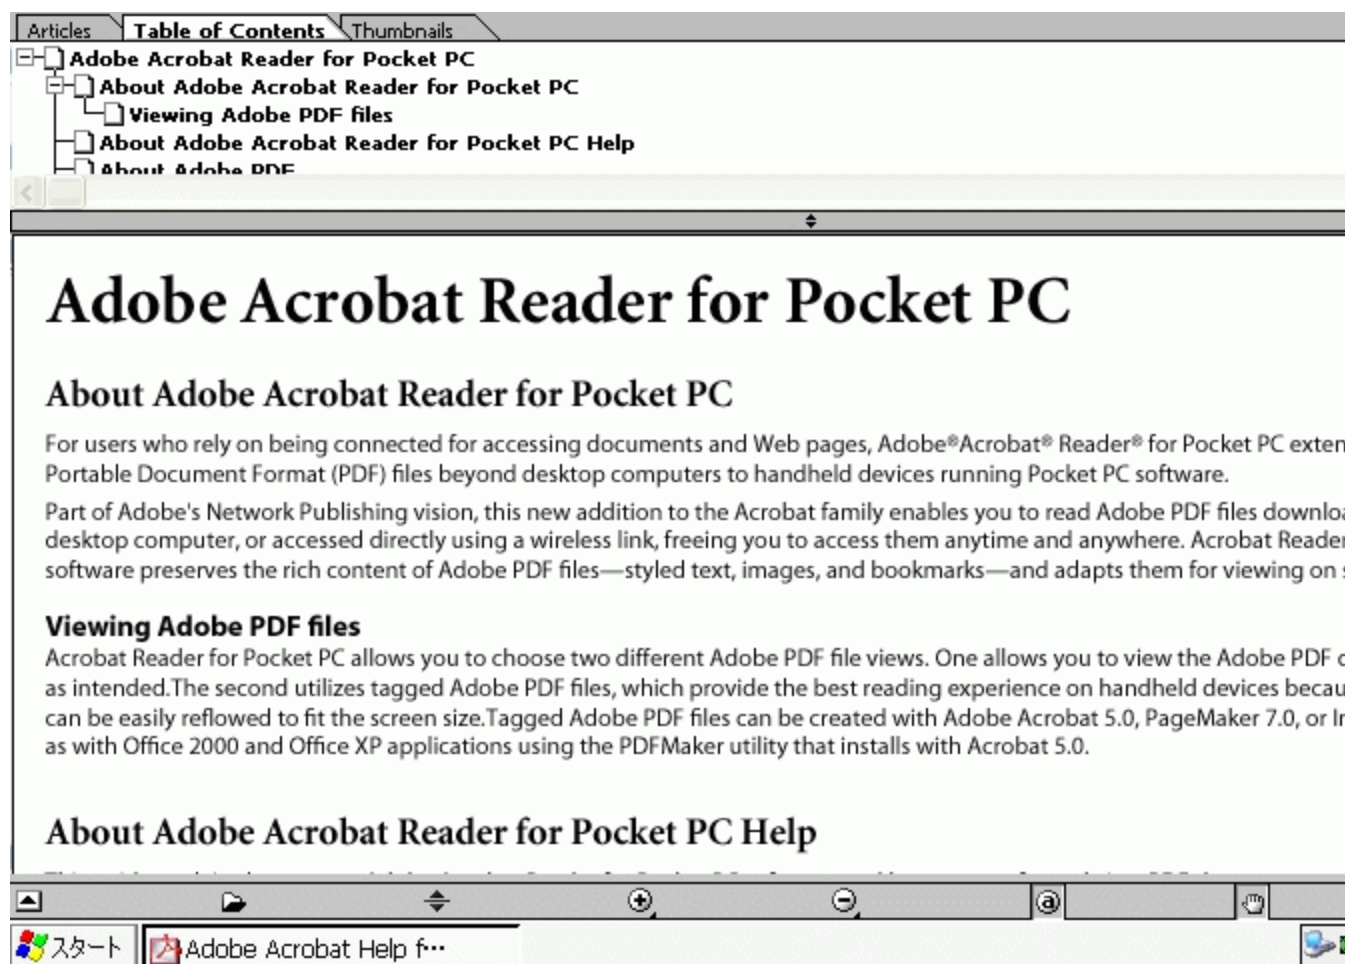 Articles Table of Contents Thumbnails
Adobe Acrobat Reader for Pocket PC
About Adobe Acrobat Reader for Pocket PC
Viewing Adobe PDF files
About Adobe Acrobat Reader for Pocket PC Help
About Adobe PDF
Adobe Acrobat Reader for Pocket PC
About Adobe Acrobat Reader for Pocket PC
For users who rely on being connected for accessing documents and Web pages, Adobe®Acrobat® Reader® for Pocket PC exten
Portable Document Format (PDF) files beyond desktop computers to handheld devices running Pocket PC software.
Part of Adobe's Network Publishing vision, this new addition to the Acrobat family enables you to read Adobe PDF files downloa
desktop computer, or accessed directly using a wireless link, freeing you to access them anytime and anywhere. Acrobat Reader
software preserves the rich content of Adobe PDF files—styled text, images, and bookmarks—and adapts them for viewing on s
Viewing Adobe PDF files
Acrobat Reader for Pocket PC allows you to choose two different Adobe PDF file views. One allows you to view the Adobe PDF
as intended.The second utilizes tagged Adobe PDF files, which provide the best reading experience on handheld devices becau
can be easily reflowed to fit the screen size.Tagged Adobe PDF files can be created with Adobe Acrobat 5.0, PageMaker 7.0, or In
as with Office 2000 and Office XP applications using the PDFMaker utility that installs with Acrobat 5.0.
About Adobe Acrobat Reader for Pocket PC Help
スタート Adobe Acrobat Help f…